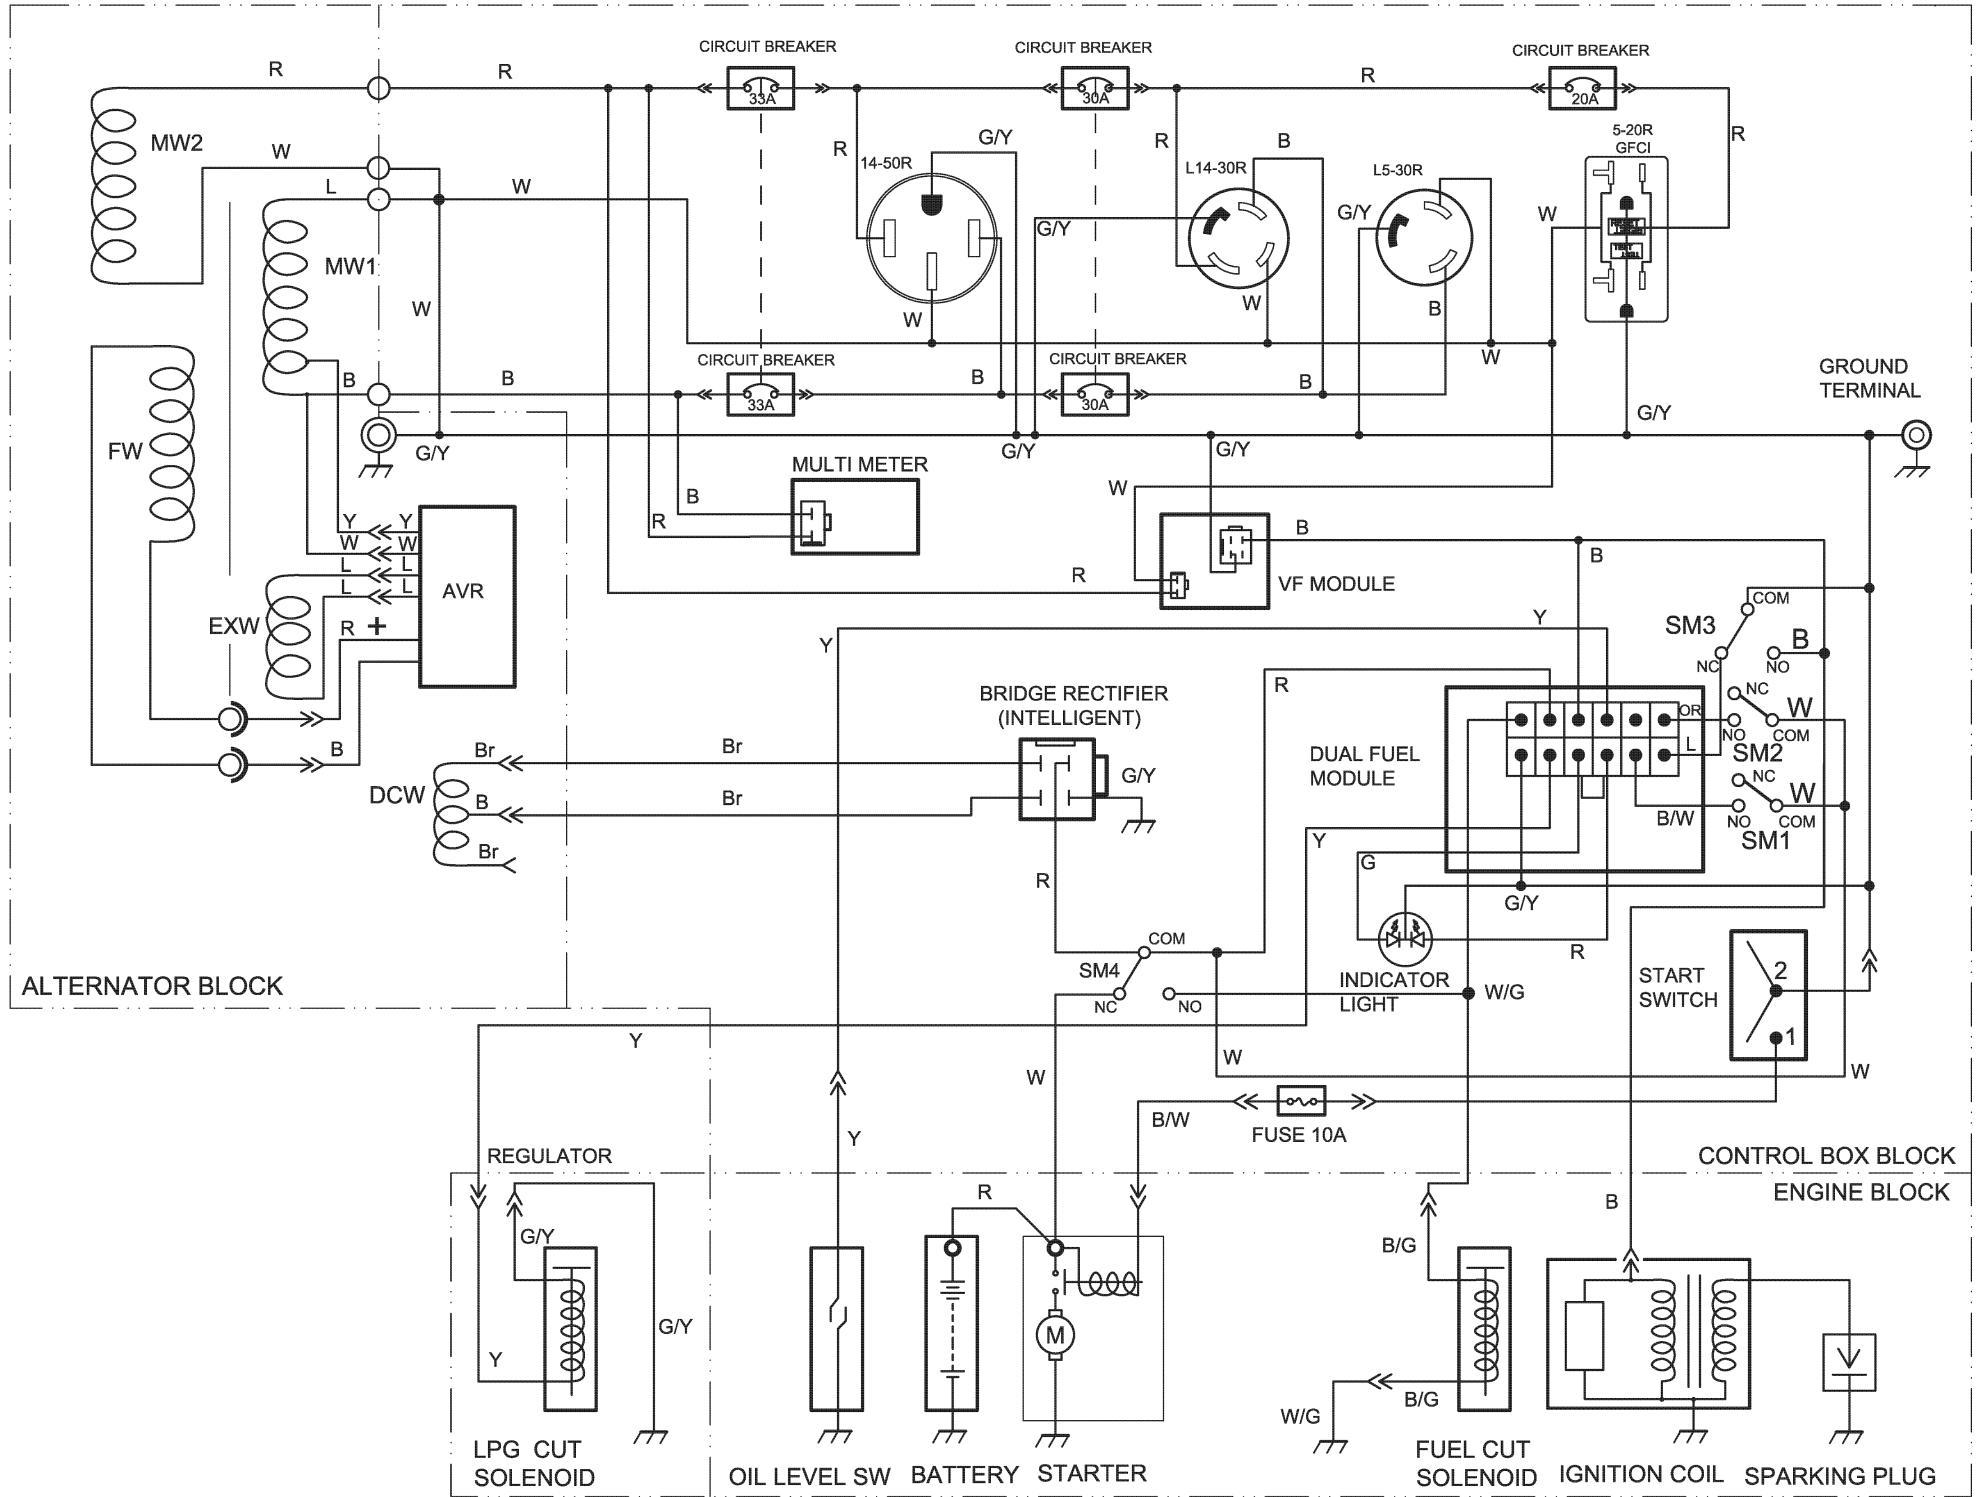 CIRCUIT BREAKER
CIRCUIT BREAKER
CIRCUIT BREAKER
R
R
R
33A
30A
20A
MW2
W
L
W
R
14-50R
G/Y
R
L14-30R
B
L5-30R
5-20R
GFCI
R
MW1
W
G/Y
G/Y
W
RESET
TEST
TEST
W
W
B
B
B
CIRCUIT BREAKER
33A
B
CIRCUIT BREAKER
30A
B
W
GROUND
TERMINAL
G/Y
FW
G/Y
G/Y
G/Y
MULTI METER
B
R
W
Y
Y
W
W
L
L
L
L
AVR
EXW
R +
B
R
VF MODULE
B
B
Y
Y
COM
SM3
B
NC
NO
BRIDGE RECTIFIER
(INTELLIGENT)
R
NC
W
OR
NO
COM
SM2
L
B
Br
Br
G/Y
DUAL FUEL
MODULE
NC
W
DCW
B
Br
B/W
NO
COM
SM1
Br
Y
G
R
G/Y
R
COM
SM4
NC
NO
INDICATOR
LIGHT
W/G
START
SWITCH
2
1
ALTERNATOR BLOCK
Y
W
W
W
B/W
FUSE 10A
Y
REGULATOR
CONTROL BOX BLOCK
ENGINE BLOCK
R
B
G/Y
B/G
G/Y
M
Y
B/G
W/G
LPG CUT
SOLENOID
OIL LEVEL SW
BATTERY
STARTER
FUEL CUT
SOLENOID
IGNITION COIL
SPARKING PLUG